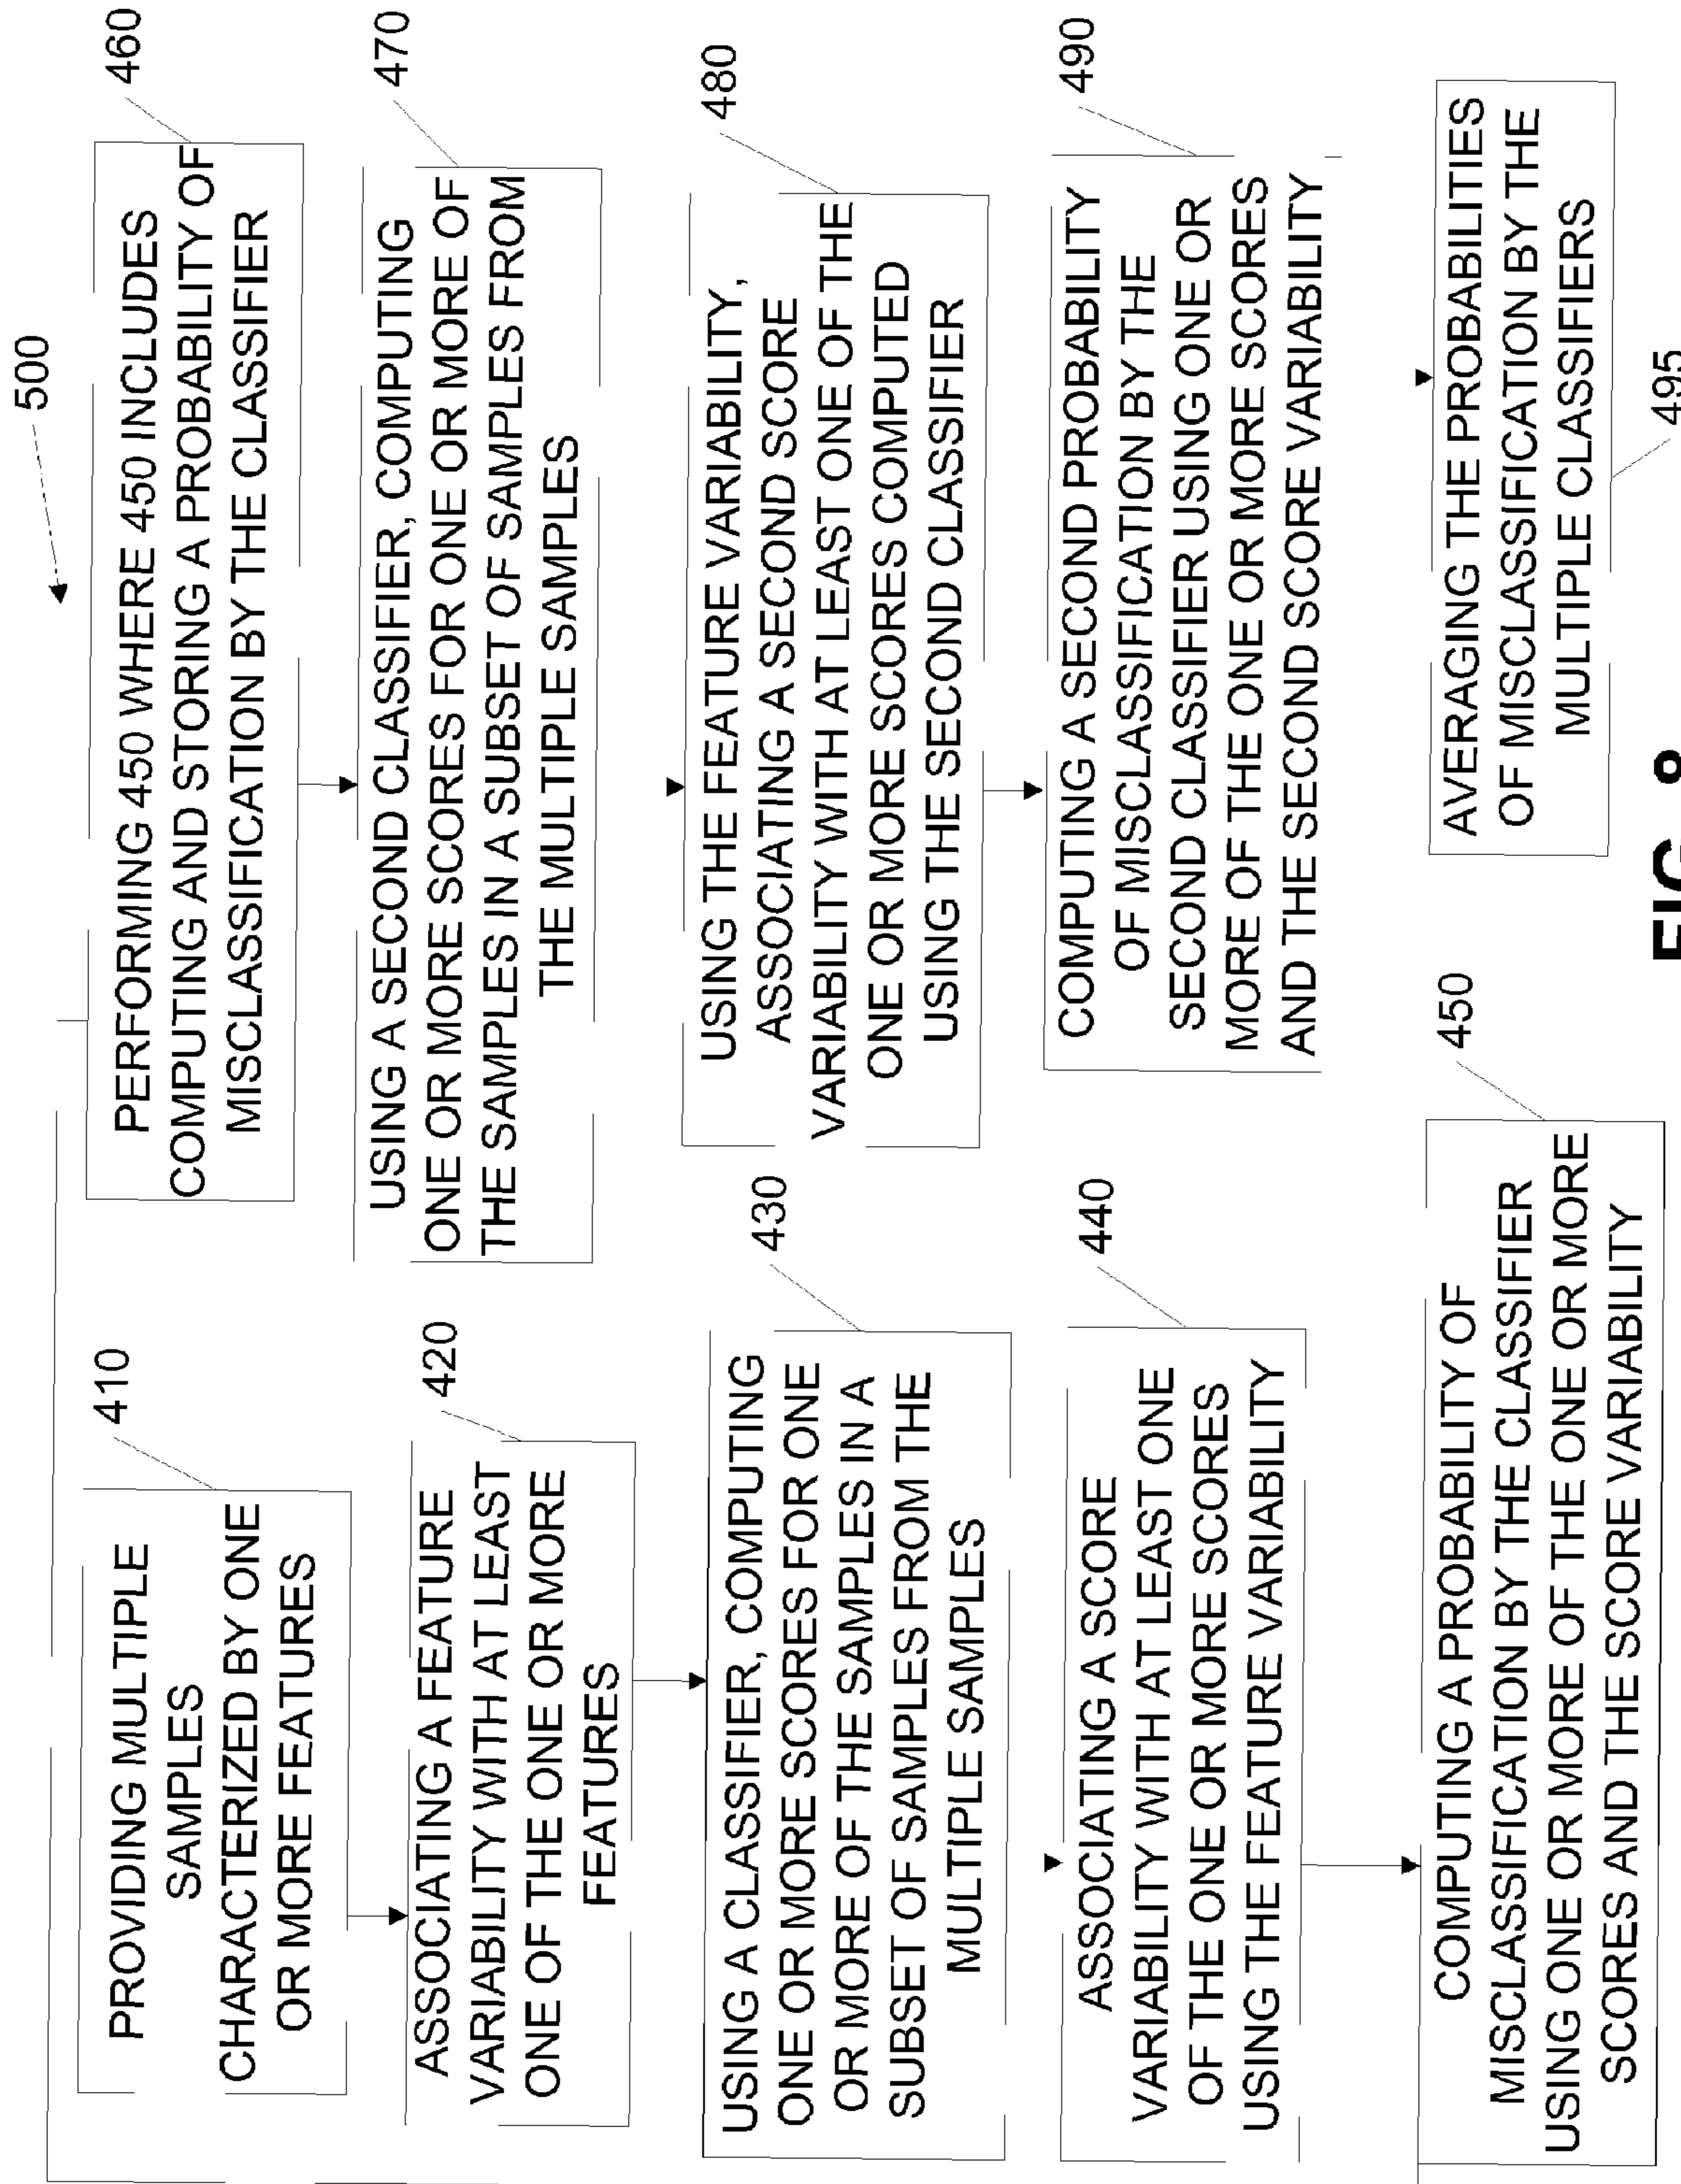 500
410
PROVIDING MULTIPLE
SAMPLES
CHARACTERIZED BY ONE
OR MORE FEATURES
420
ASSOCIATING A FEATURE
VARIABILITY WITH AT LEAST
ONE OF THE ONE OR MORE
FEATURES
430
USING A CLASSIFIER, COMPUTING
ONE OR MORE SCORES FOR ONE
OR MORE OF THE SAMPLES IN A
SUBSET OF SAMPLES FROM THE
MULTIPLE SAMPLES
440
ASSOCIATING A SCORE
VARIABILITY WITH AT LEAST ONE
OF THE ONE OR MORE SCORES
USING THE FEATURE VARIABILITY
450
COMPUTING A PROBABILITY OF
MISCLASSIFICATION BY THE CLASSIFIER
USING ONE OR MORE OF THE ONE OR MORE
SCORES AND THE SCORE VARIABILITY
460
PERFORMING 450 WHERE 450 INCLUDES
COMPUTING AND STORING A PROBABILITY OF
MISCLASSIFICATION BY THE CLASSIFIER
470
USING A SECOND CLASSIFIER, COMPUTING
ONE OR MORE SCORES FOR ONE OR MORE OF
THE SAMPLES IN A SUBSET OF SAMPLES FROM
THE MULTIPLE SAMPLES
480
USING THE FEATURE VARIABILITY,
ASSOCIATING A SECOND SCORE
VARIABILITY WITH AT LEAST ONE OF THE
ONE OR MORE SCORES COMPUTED
USING THE SECOND CLASSIFIER
490
COMPUTING A SECOND PROBABILITY
OF MISCLASSIFICATION BY THE
SECOND CLASSIFIER USING ONE OR
MORE OF THE ONE OR MORE SCORES
AND THE SECOND SCORE VARIABILITY
AVERAGING THE PROBABILITIES
OF MISCLASSIFICATION BY THE
MULTIPLE CLASSIFIERS
495
FIG.